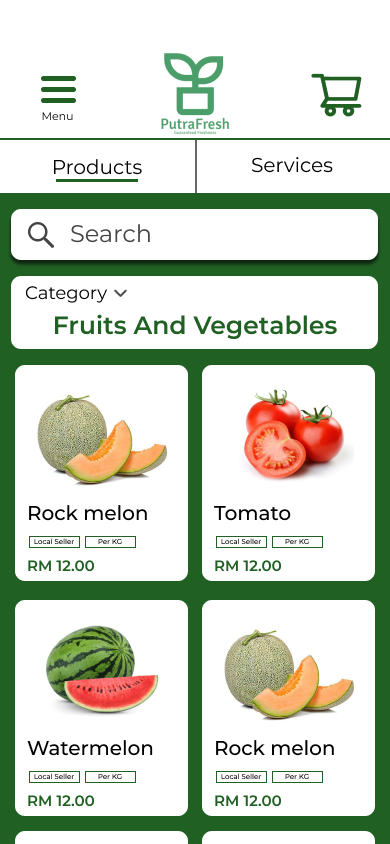 Menu
PutraFresh
Guaranteed Freshness
Products
Services
Search
Category
Fruits And Vegetables
Rock melon
Local Seller
Per KG
RM 12.00
Tomato
Local Seller
Per KG
RM 12.00
Watermelon
Local Seller
Per KG
RM 12.00
Rock melon
Local Seller
Per KG
RM 12.00